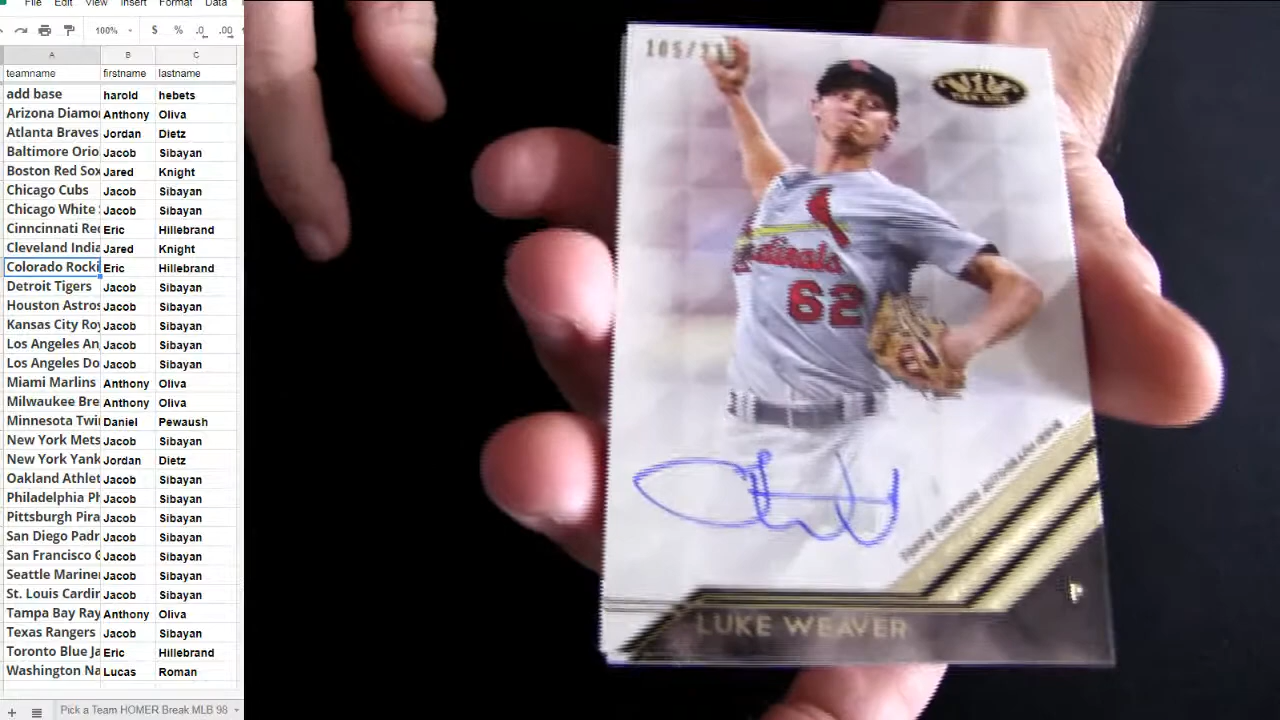 File Edit View Insert Format Data
100% $ % .0 .00
A B C
teamname firstname lastname
add base harold hebets
Arizona Diamo Anthony Oliva
Atlanta Braves Jordan Dietz
Baltimore Orio Jacob Sibayan
Boston Red Sox Jared Knight
Chicago Cubs Jacob Sibayan
Chicago White Jacob Sibayan
Cinncinnati Re Eric Hillebrand
Cleveland India Jared Knight
Colorado Rocki Eric Hillebrand
Detroit Tigers Jacob Sibayan
Houston Astros Jacob Sibayan
Kansas City Roy Jacob Sibayan
Los Angeles An Jacob Sibayan
Los Angeles Do Jacob Sibayan
Miami Marlins Anthony Oliva
Milwaukee Bre Anthony Oliva
Minnesota Twi Daniel Pewaush
New York Mets Jacob Sibayan
New York Yank Jordan Dietz
Oakland Athlet Jacob Sibayan
Philadelphia Ph Jacob Sibayan
Pittsburgh Pira Jacob Sibayan
San Diego Padr Jacob Sibayan
San Francisco G Jacob Sibayan
Seattle Mariner Jacob Sibayan
St. Louis Cardin Jacob Sibayan
Tampa Bay Ray Anthony Oliva
Texas Rangers Jacob Sibayan
Toronto Blue Ja Eric Hillebrand
Washington Na Lucas Roman
Pick a Team HOMER Break MLB 98
TIER ONE
Cardinals
62
TOPPS CERTIFIED AUTOGRAPH ISSUE
P
LUKE WEAVER